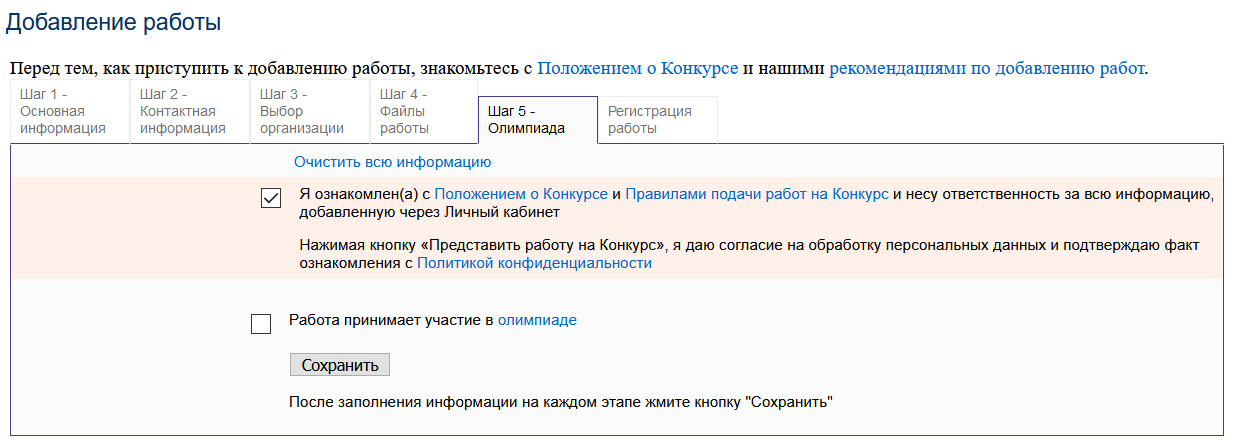 Добавление работы
Перед тем, как приступить к добавлению работы, знакомьтесь с Положением о Конкурсе и нашими рекомендациями по добавлению работ.
Шаг 1 -
Основная
информация
Шаг 2 -
Контактная
информация
Шаг 3 -
Выбор
организации
Шаг 4 -
Файлы
работы
Шаг 5 -
Олимпиада
Регистрация
работы
Очистить всю информацию
Я ознакомлен(а) с Положением о Конкурсе и Правилами подачи работ на Конкурс и несу ответственность за всю информацию,
добавленную через Личный кабинет
Нажимая кнопку «Представить работу на Конкурс», я даю согласие на обработку персональных данных и подтверждаю факт
ознакомления с Политикой конфиденциальности
Работа принимает участие в олимпиаде
Сохранить
После заполнения информации на каждом этапе жмите кнопку "Сохранить"